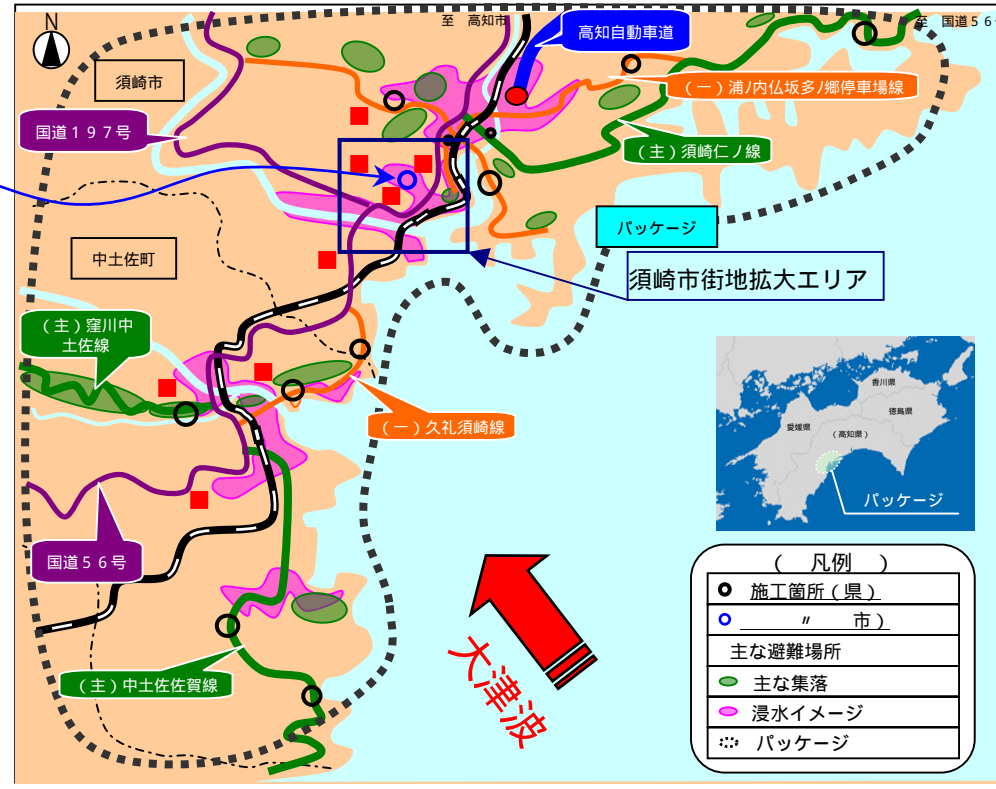 N
至 高知市
高知自動車道
至 国道56号
須崎市
(一)浦ノ内仏坂多ノ郷停車場線
国道197号
(主)須崎仁ノ線
パッケージ
中土佐町
須崎市街地拡大エリア
(主)窪川中
土佐線
香川県
徳島県
愛媛県
(高知県)
(一)久礼須崎線
パッケージ
国道56号
(凡例)
施工箇所(県)
〃 市)
主な避難場所
主な集落
浸水イメージ
パッケージ
大津波
(主)中土佐佐賀線